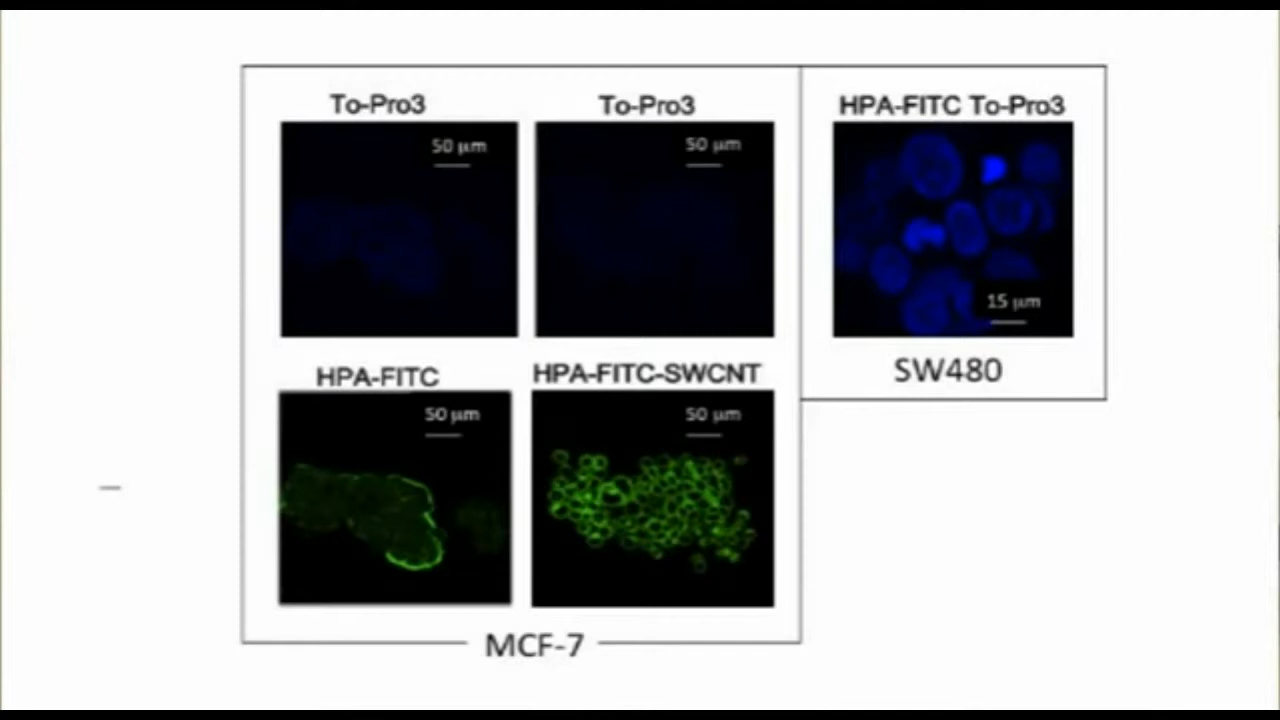 To-Pro3
To-Pro3
HPA-FITC To-Pro3
50 μm
50 μm
15 μm
SW480
HPA-FITC
HPA-FITC-SWCNT
50 μm
50 μm
MCF-7